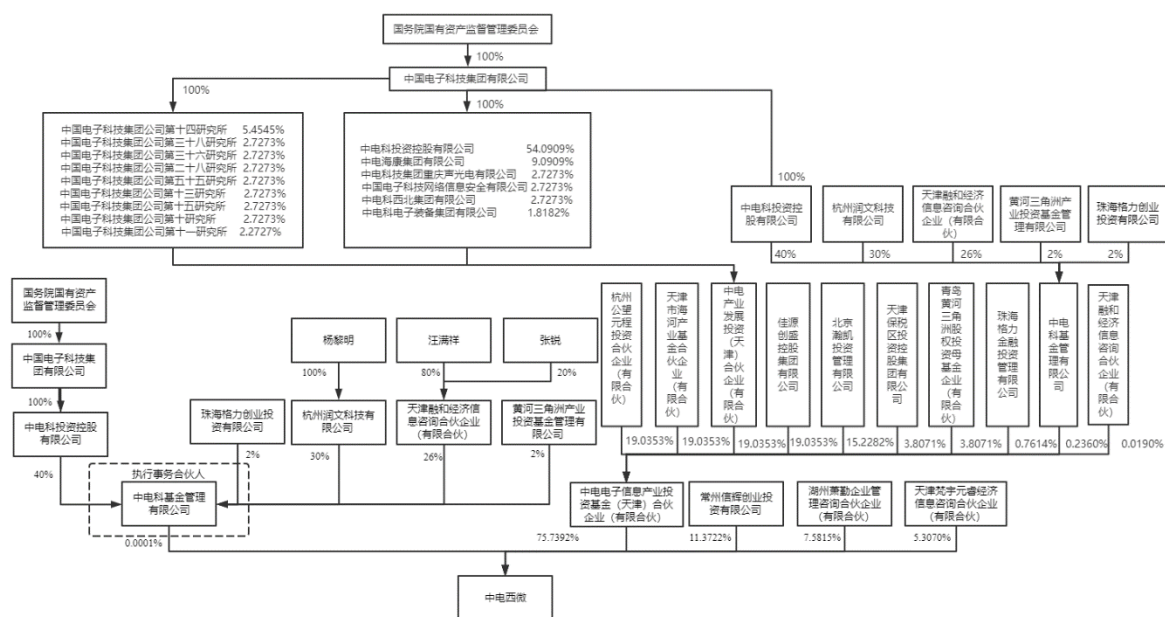 国务院国有资产监督管理委员会
100%
中国电子科技集团有限公司
100%
100%
100%
中国电子科技集团公司第十四研究所 5.4545%
中国电子科技集团公司第三十八研究所 2.7273%
中国电子科技集团公司第三十六研究所 2.7273%
中国电子科技集团公司第二十八研究所 2.7273%
中国电子科技集团公司第五十五研究所 2.7273%
中国电子科技集团公司第十三研究所 2.7273%
中国电子科技集团公司第十五研究所 2.7273%
中国电子科技集团公司第十研究所 2.7273%
中国电子科技集团公司第十一研究所 2.2727%
中电科投资控股有限公司 54.0909%
中电海康集团有限公司 9.0909%
中电科技集团重庆声光电有限公司 2.7273%
中国电子科技网络信息安全有限公司 2.7273%
中电科西北集团有限公司 2.7273%
中电科电子装备集团有限公司 1.8182%
中电科投资控
股有限公司
杭州润文科技有
限公司
天津融和经济
信息咨询合伙
企业（有限合
伙）
黄河三角洲产
业投资基金管
理有限公司
珠海格力创业
投资有限公司
40%
30%
26%
2%
2%
国务院国有资产
监督管理委员会
100%
中国电子科技集
团有限公司
100%
中电科投资控股
有限公司
40%
珠海格力创业投
资有限公司
2%
杨黎明
100%
杭州润文科技有
限公司
30%
汪满祥
80%
张锐
20%
天津融和经济信
息咨询合伙企业
（有限合伙）
26%
黄河三角洲产业
投资基金管理有
限公司
2%
杭州公望元程投资合伙企业（有限合伙）
天津市海河产业基金合伙企业（有限合伙）
中电产业发展投资（天津）合伙企业（有限合伙）
佳源创盛控股集团有限公司
北京瀚凯投资管理有限公司
天津保税区投资控股集团有限公司
青岛黄河三角洲股权投资母基金企业（有限合伙）
珠海格力金融投资管理有限公司
中电科基金管理有限公司
天津融和经济信息咨询合伙企业（有限合伙）
19.0353%
19.0353%
19.0353%
19.0353%
15.2282%
3.8071%
3.8071%
0.7614%
0.2360%
0.0190%
执行事务合伙人
中电科基金管理
有限公司
0.0001%
中电电子信息产业投
资基金（天津）合伙
企业（有限合伙）
75.7392%
常州信辉创业投
资有限公司
11.3722%
湖州萧勤企业管
理咨询合伙企业
（有限合伙）
7.5815%
天津梵宇元睿经济
信息咨询合伙企业
（有限合伙）
5.3070%
中电西微